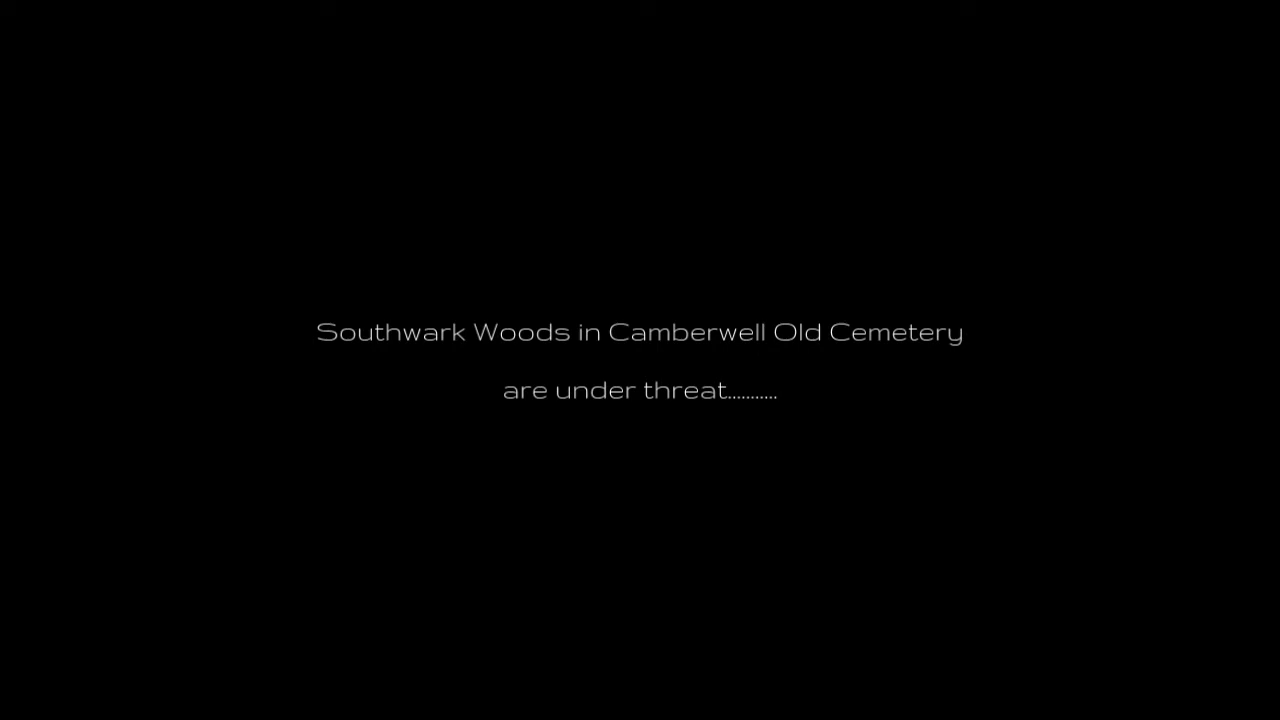 Southwark Woods in Camberwell Old Cemetery
are under threat...........